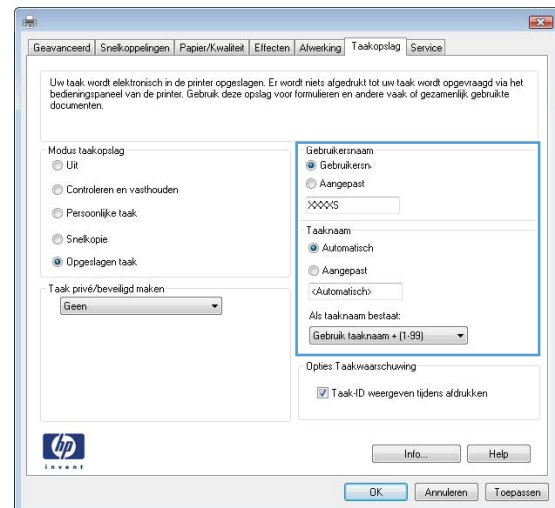 Geavanceerd Snelkoppelingen Papier/Kwaliteit Effecten Afwerking Taakopslag Service
Uw taak wordt elektronisch in de printer opgeslagen. Er wordt niets afgedrukt tot uw taak wordt opgevraagd via het
bedieningspaneel van de printer. Gebruik deze opslag voor formulieren en andere vaak of gezamenlijk gebruikte
documenten.
Modus taakopslag
Uit
Controleren en vasthouden
Persoonlijke taak
Snelkopie
Opgeslagen taak
Taak privé/beveiligd maken
Geen
Gebruikersnaam
Gebruikersn
Aangepast
XXXXS
Taaknaam
Automatisch
Aangepast
<Automatisch>
Als taaknaam bestaat:
Gebruik taaknaam + (1-99)
Opties Taakwaarschuwing
Taak-ID weergeven tijdens afdrukken
hp
invent
Info... Help
OK Annuleren Toepassen